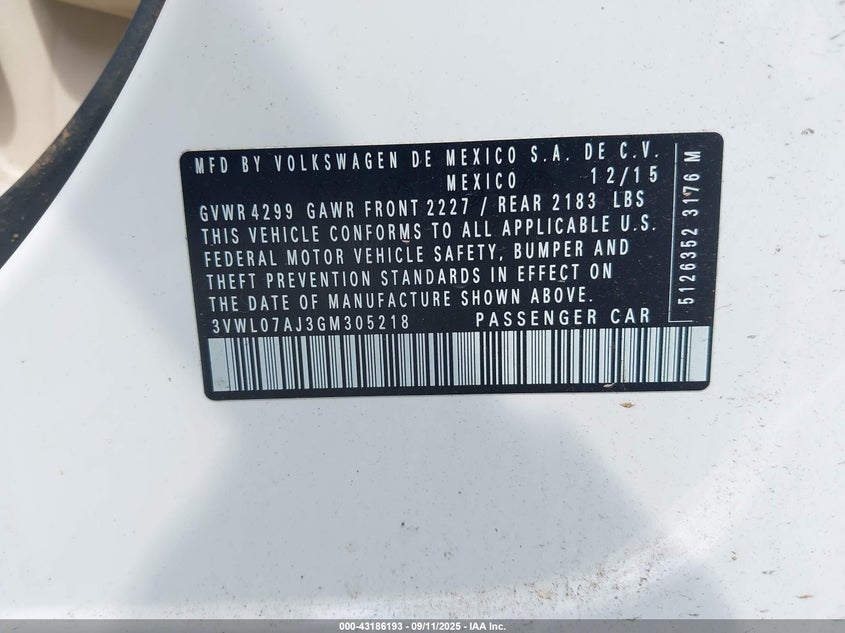 MFD BY VOLKSWAGEN DE MEXICO S.A. DE C.V.
MEXICO 12/15
GVWR 4299 GAWR FRONT 2227 / REAR 2183 LBS
THIS VEHICLE CONFORMS TO ALL APPLICABLE U.S.
FEDERAL MOTOR VEHICLE SAFETY, BUMPER AND
THEFT PREVENTION STANDARDS IN EFFECT ON
THE DATE OF MANUFACTURE SHOWN ABOVE.
3VWL07AJ3GM305218 PASSENGER CAR
5126352 3176 M
000-43186193 - 09/11/2025 - IAA Inc.